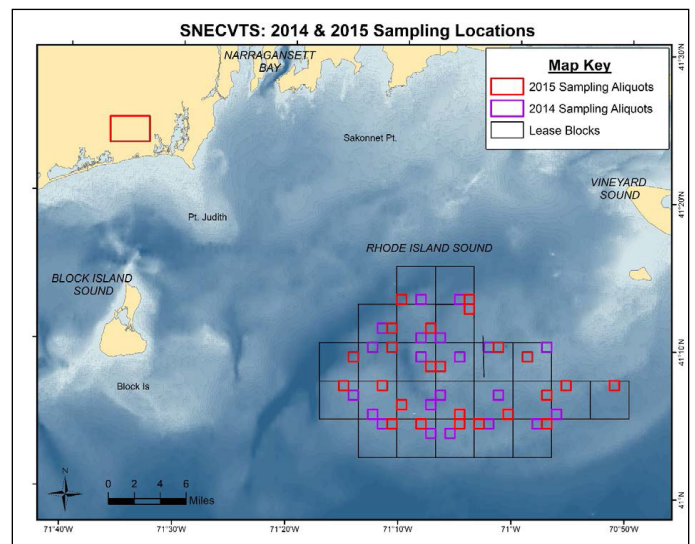 SNECVTS: 2014 & 2015 Sampling Locations
NARRAGANSETT
BAY
Map Key
2015 Sampling Aliquots
2014 Sampling Aliquots
Lease Blocks
41°30'N
Sakonnet Pt.
VINEYARD
SOUND
41°20'N
Pt. Judith
RHODE ISLAND SOUND
BLOCK ISLAND
SOUND
41°10'N
Block Is
N
0 2 4 6
Miles
41°N
71°40'W 71°30'W 71°20'W 71°10'W 71°W 70°50'W